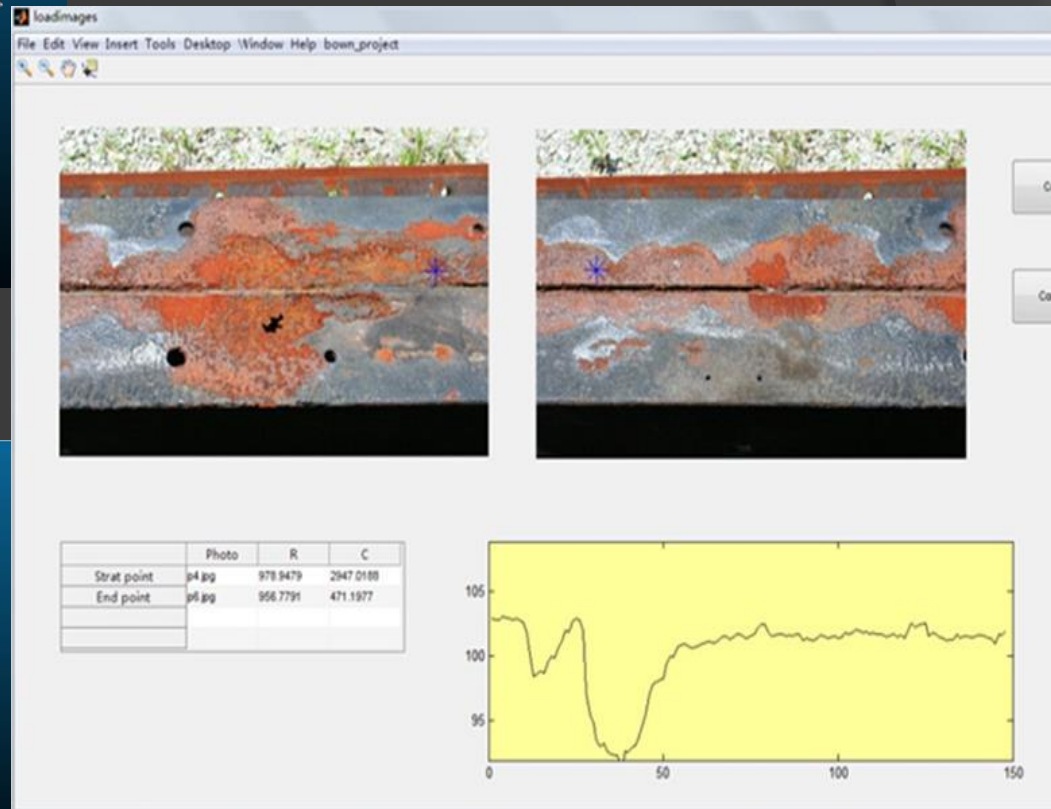 loadimages
File Edit View Insert Tools Desktop Window Help bown_project
Photo R C
Strat point p4.jpg 978.9479 2947.0188
End point p6.jpg 956.7791 471.1977
105
100
95
0 50 100 150